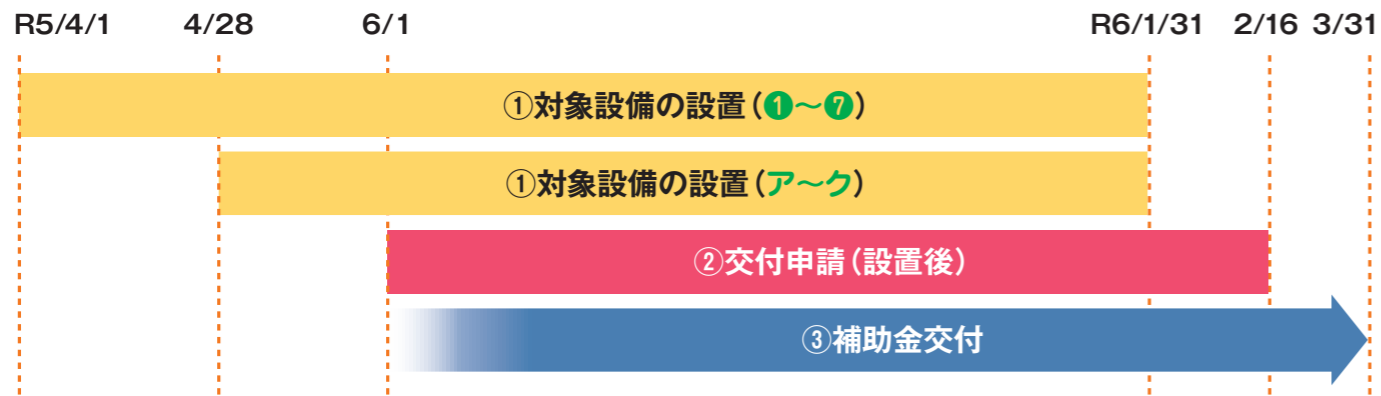 R5/4/1 4/28 6/1 R6/1/31 2/16 3/31
①対象設備の設置（❶～❼）
①対象設備の設置（ア～ク）
②交付申請（設置後）
③補助金交付